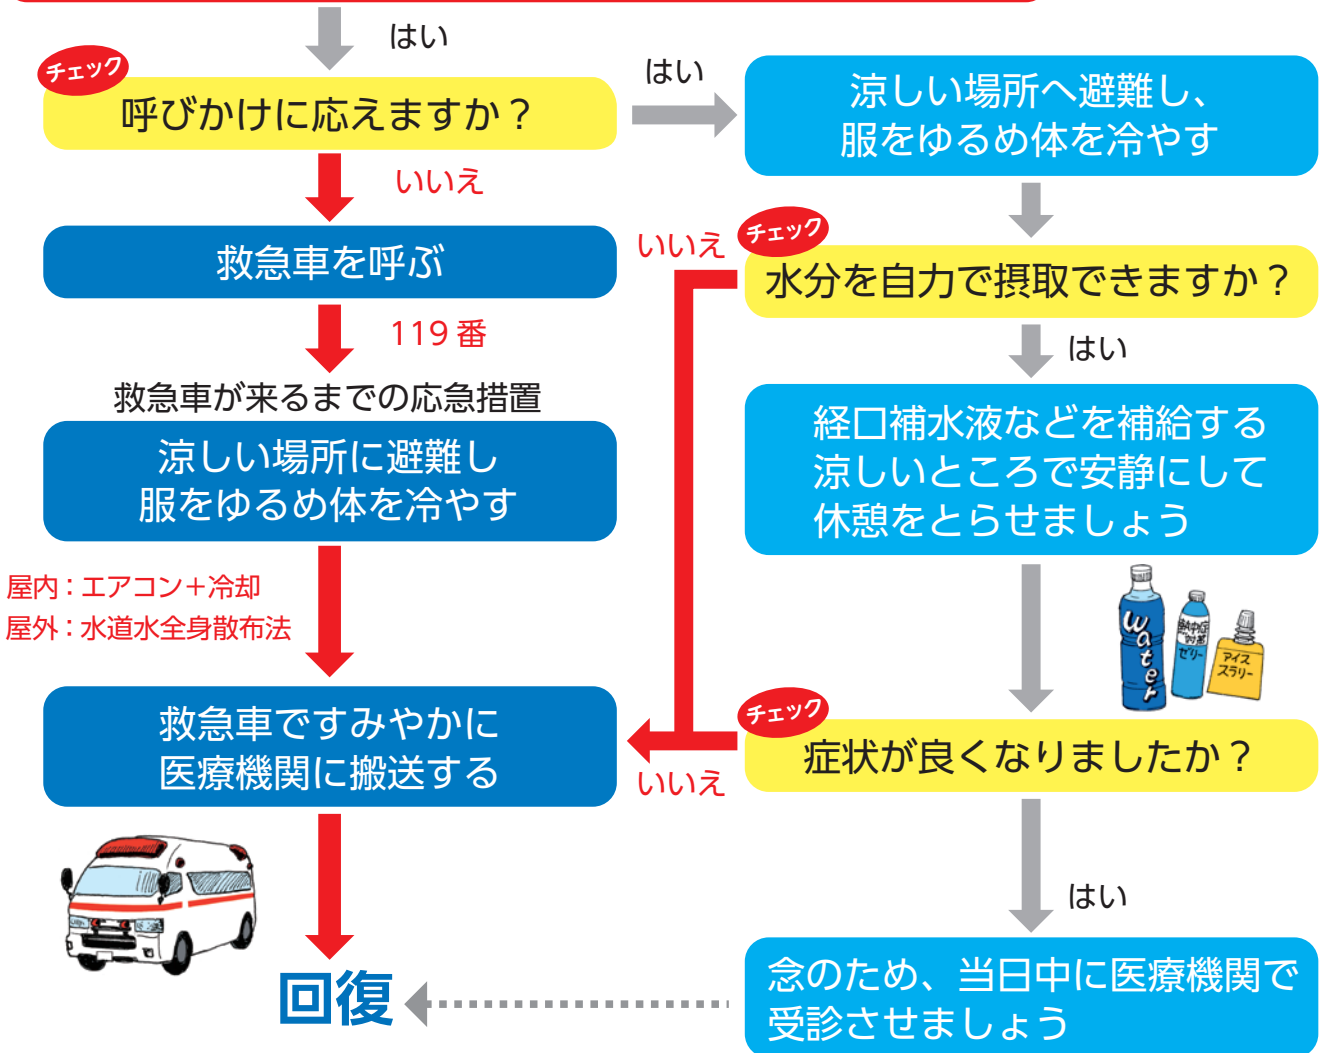 はい
チェック
呼びかけに応えますか？
はい
涼しい場所へ避難し、
服をゆるめ体を冷やす
いいえ
救急車を呼ぶ
いいえ
チェック
水分を自力で摂取できますか？
119番
はい
救急車が来るまでの応急措置
涼しい場所に避難し
服をゆるめ体を冷やす
経口補水液などを補給する
涼しいところで安静にして
休憩をとらせましょう
屋内：エアコン＋冷却
屋外：水道水全身散布法
water
熱中症
対策
ゼリー
アイス
スラリー
救急車ですみやかに
医療機関に搬送する
チェック
症状が良くなりましたか？
いいえ
はい
回復
念のため、当日中に医療機関で
受診させましょう